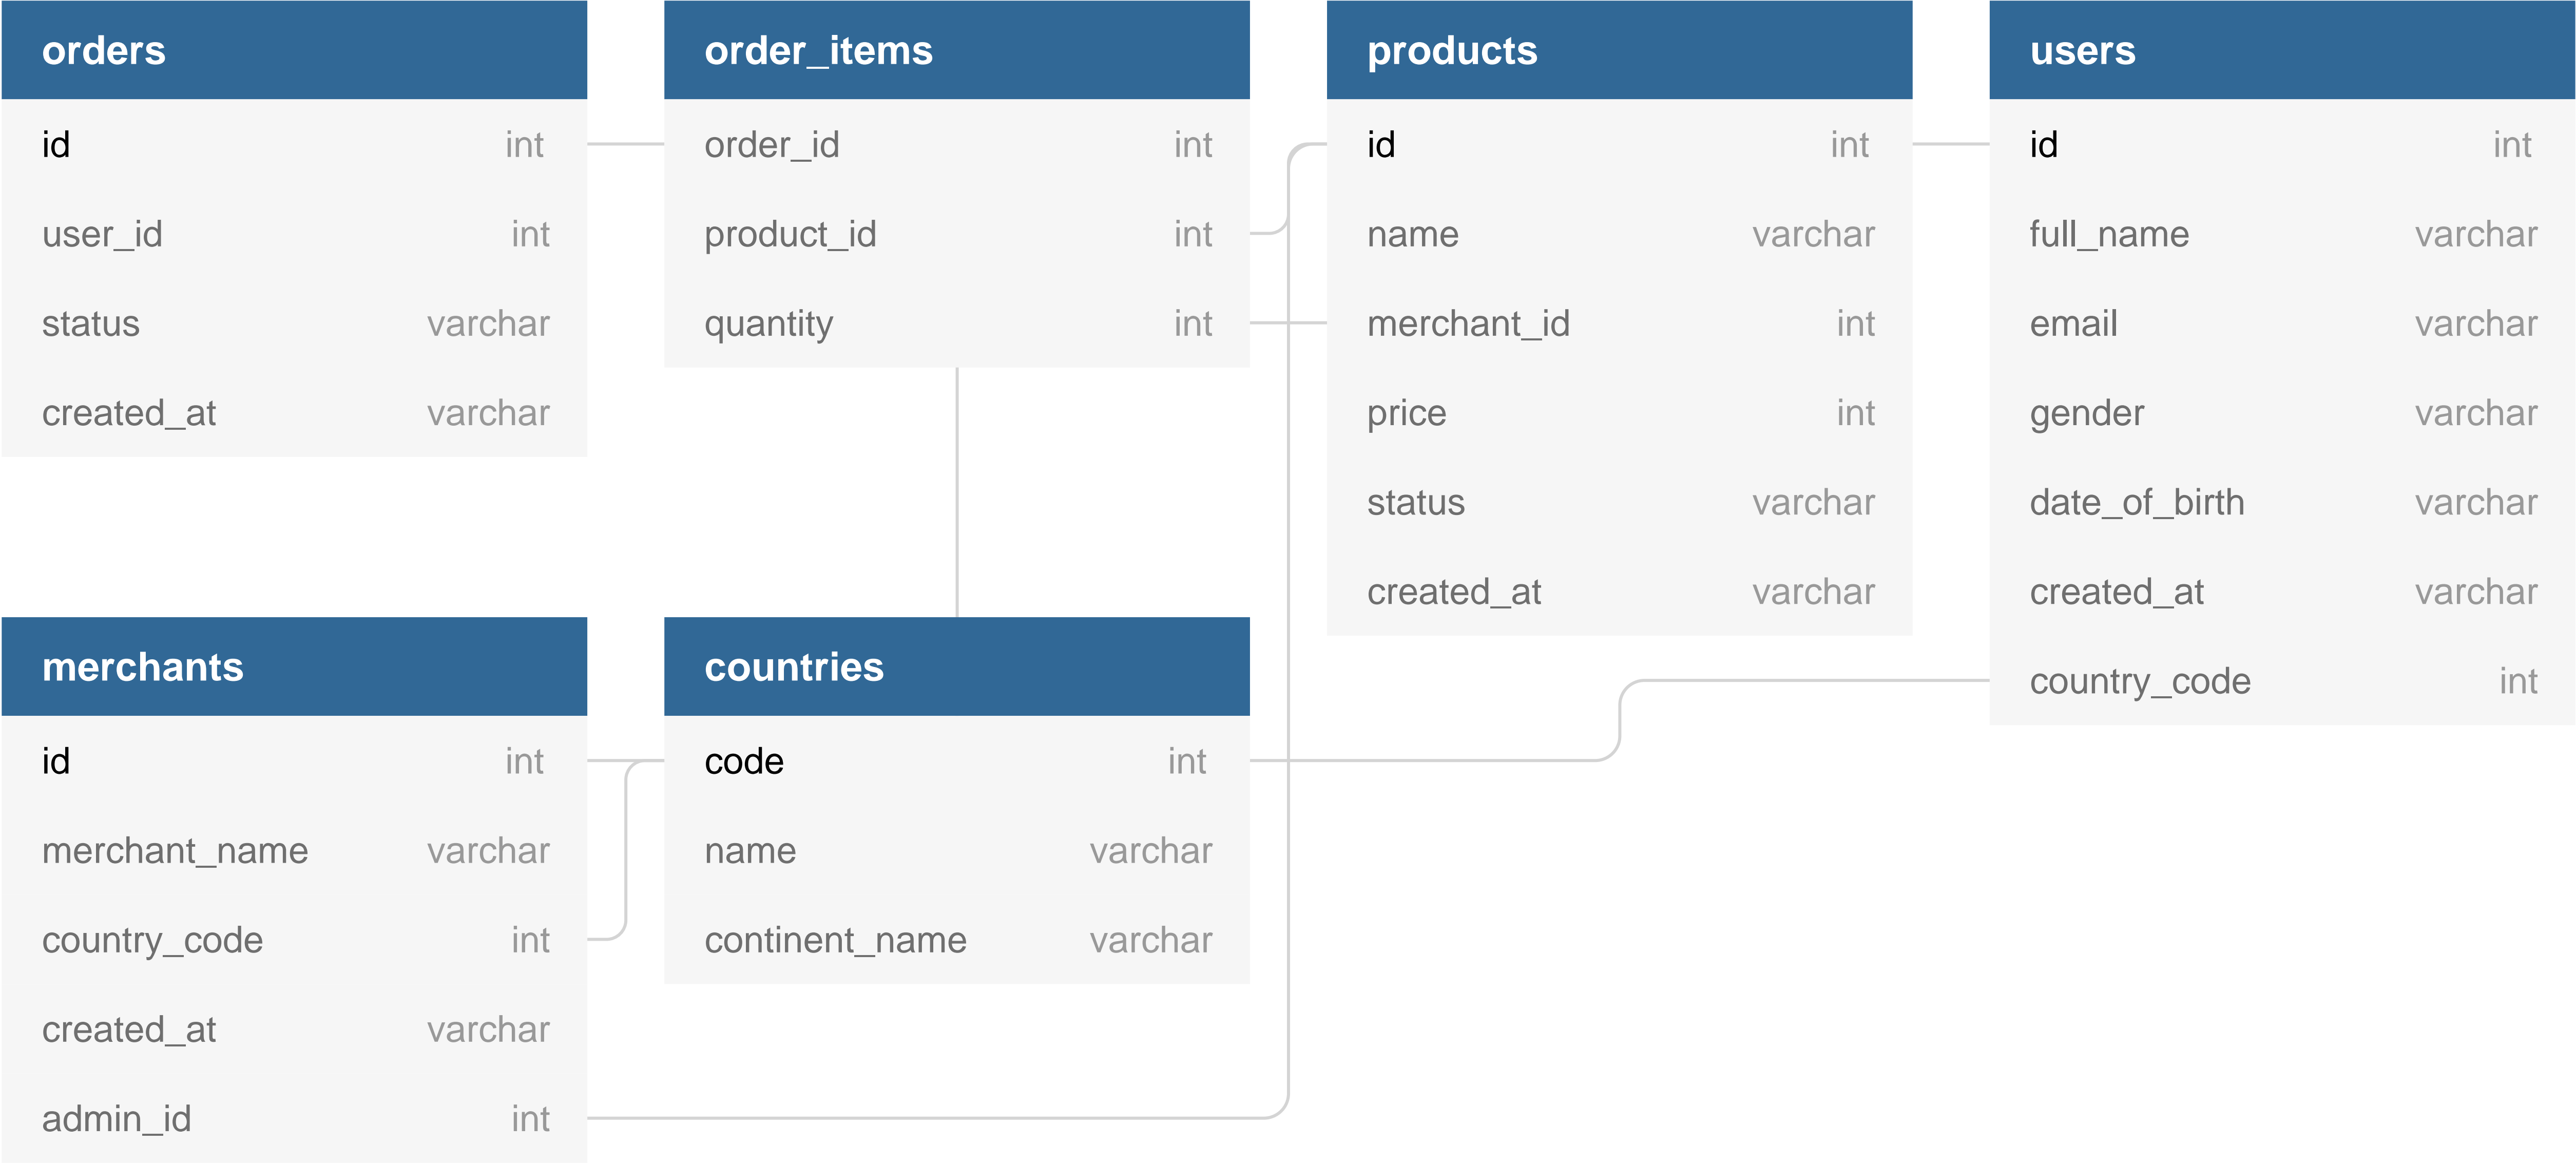 orders
id int
user_id int
status varchar
created_at varchar
order_items
order_id int
product_id int
quantity int
products
id int
name varchar
merchant_id int
price int
status varchar
created_at varchar
users
id int
full_name varchar
email varchar
gender varchar
date_of_birth varchar
created_at varchar
country_code int
merchants
id int
merchant_name varchar
country_code int
created_at varchar
admin_id int
countries
code int
name varchar
continent_name varchar